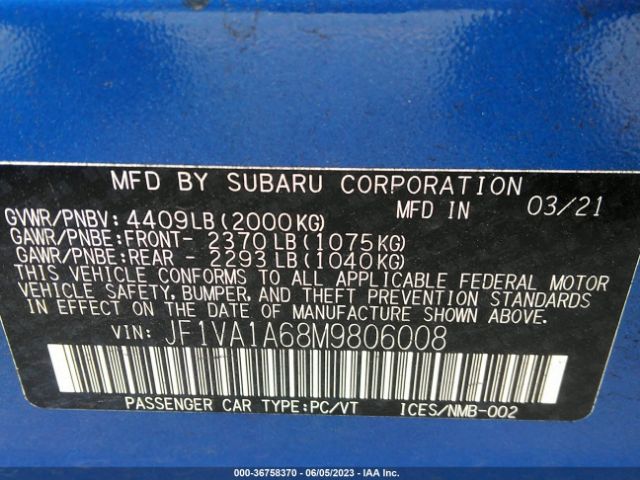 MFD BY SUBARU CORPORATION
GVWR/PNBV: 4409LB(2000KG) MFD IN 03/21
GAWR/PNBE:FRONT- 2370LB(1075KG)
GAWR/PNBE:REAR - 2293LB(1040KG)
THIS VEHICLE CONFORMS TO ALL APPLICABLE FEDERAL MOTOR
VEHICLE SAFETY, BUMPER, AND THEFT PREVENTION STANDARDS
IN EFFECT ON THE DATE OF MANUFACTURE SHOWN ABOVE.
VIN: JF1VA1A68M9806008
PASSENGER CAR TYPE:PC/VT ICES/NMB-002
000-36758370 - 06/05/2023 - IAA Inc.